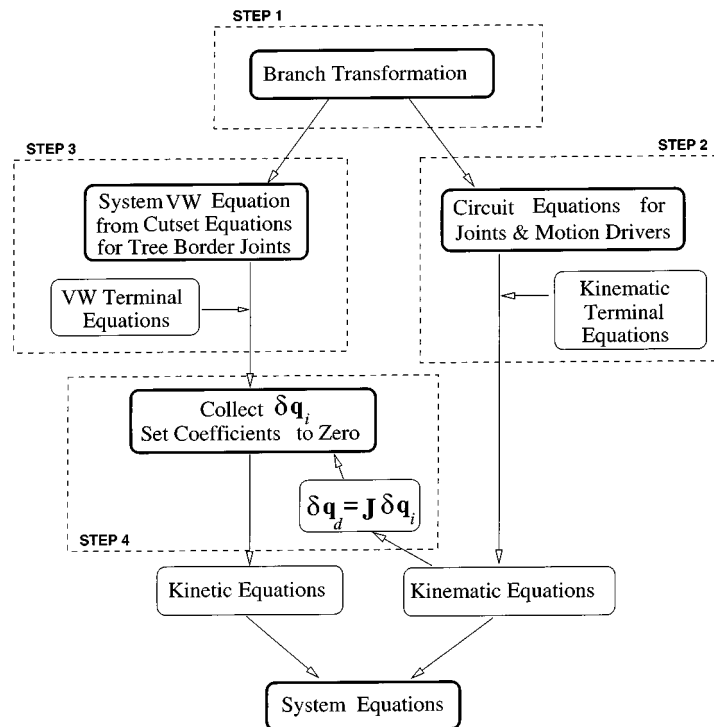 STEP 1
Branch Transformation
STEP 3
STEP 2
System VW Equation
from Cutset Equations
for Tree Border Joints
Circuit Equations for
Joints & Motion Drivers
VW Terminal
Equations
Kinematic
Terminal
Equations
Collect δq_i
Set Coefficients to Zero
δq_d = J δq_i
STEP 4
Kinetic Equations
Kinematic Equations
System Equations